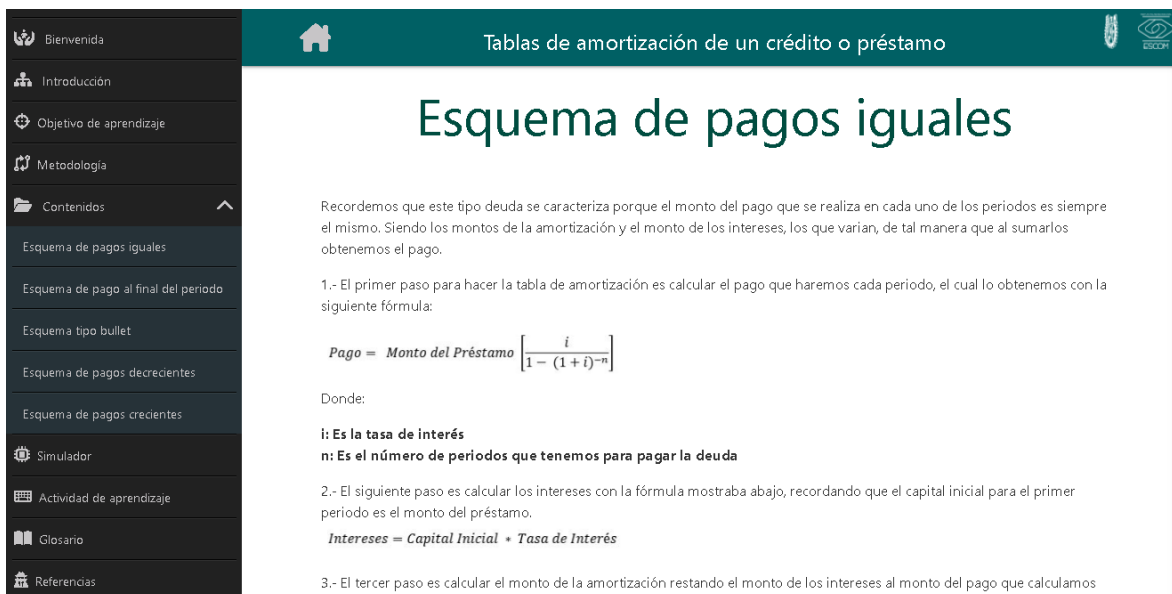 Bienvenida
Introducción
Objetivo de aprendizaje
Metodología
Contenidos
Esquema de pagos iguales
Esquema de pago al final del periodo
Esquema tipo bullet
Esquema de pagos decrecientes
Esquema de pagos crecientes
Simulador
Actividad de aprendizaje
Glosario
Referencias
Tablas de amortización de un crédito o préstamo
ESCOM
Esquema de pagos iguales
Recordemos que este tipo deuda se caracteriza porque el monto del pago que se realiza en cada uno de los periodos es siempre
el mismo. Siendo los montos de la amortización y el monto de los intereses, los que varian, de tal manera que al sumarlos
obtenemos el pago.
1.- El primer paso para hacer la tabla de amortización es calcular el pago que haremos cada periodo, el cual lo obtenemos con la
siguiente fórmula:
Pago = Monto del Préstamo [i / 1 − (1 + i)^−n]
Donde:
i: Es la tasa de interés
n: Es el número de periodos que tenemos para pagar la deuda
2.- El siguiente paso es calcular los intereses con la fórmula mostraba abajo, recordando que el capital inicial para el primer
periodo es el monto del préstamo.
Intereses = Capital Inicial * Tasa de Interés
3.- El tercer paso es calcular el monto de la amortización restando el monto de los intereses al monto del pago que calculamos